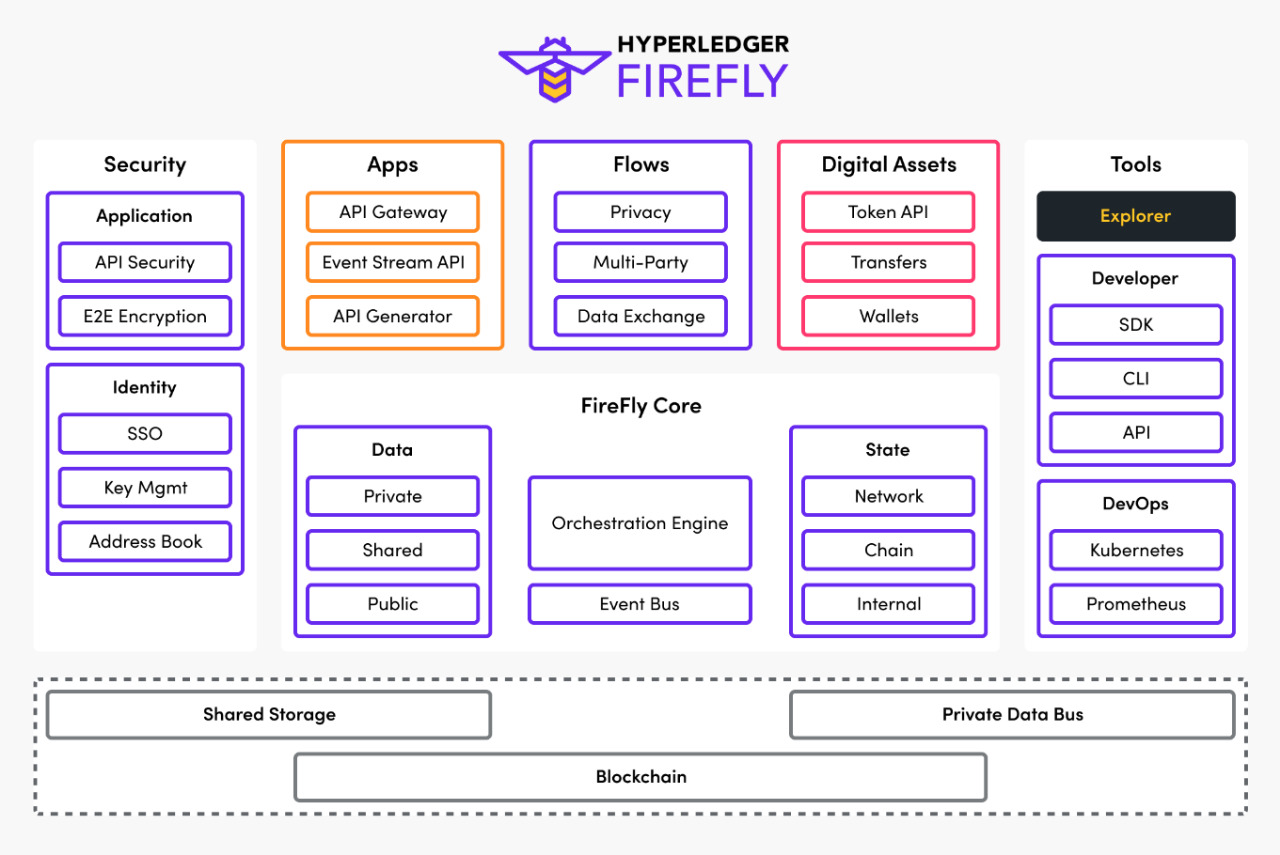 HYPERLEDGER
FIREFLY
Security
Application
API Security
E2E Encryption
Identity
SSO
Key Mgmt
Address Book
Apps
API Gateway
Event Stream API
API Generator
Flows
Privacy
Multi-Party
Data Exchange
Digital Assets
Token API
Transfers
Wallets
FireFly Core
Data
Private
Shared
Public
Orchestration Engine
Event Bus
State
Network
Chain
Internal
Tools
Explorer
Developer
SDK
CLI
API
DevOps
Kubernetes
Prometheus
Shared Storage
Private Data Bus
Blockchain